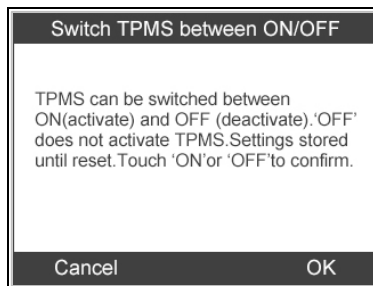 Switch TPMS between ON/OFF
TPMS can be switched between
ON(activate) and OFF (deactivate).‘OFF’
does not activate TPMS.Settings stored
until reset.Touch ‘ON’or ‘OFF’to confirm.
Cancel OK